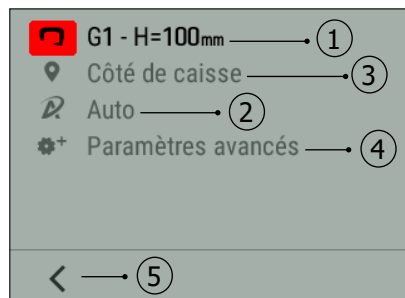 G1 - H=100mm 1
Côté de caisse 3
Auto 2
Paramètres avancés 4
5